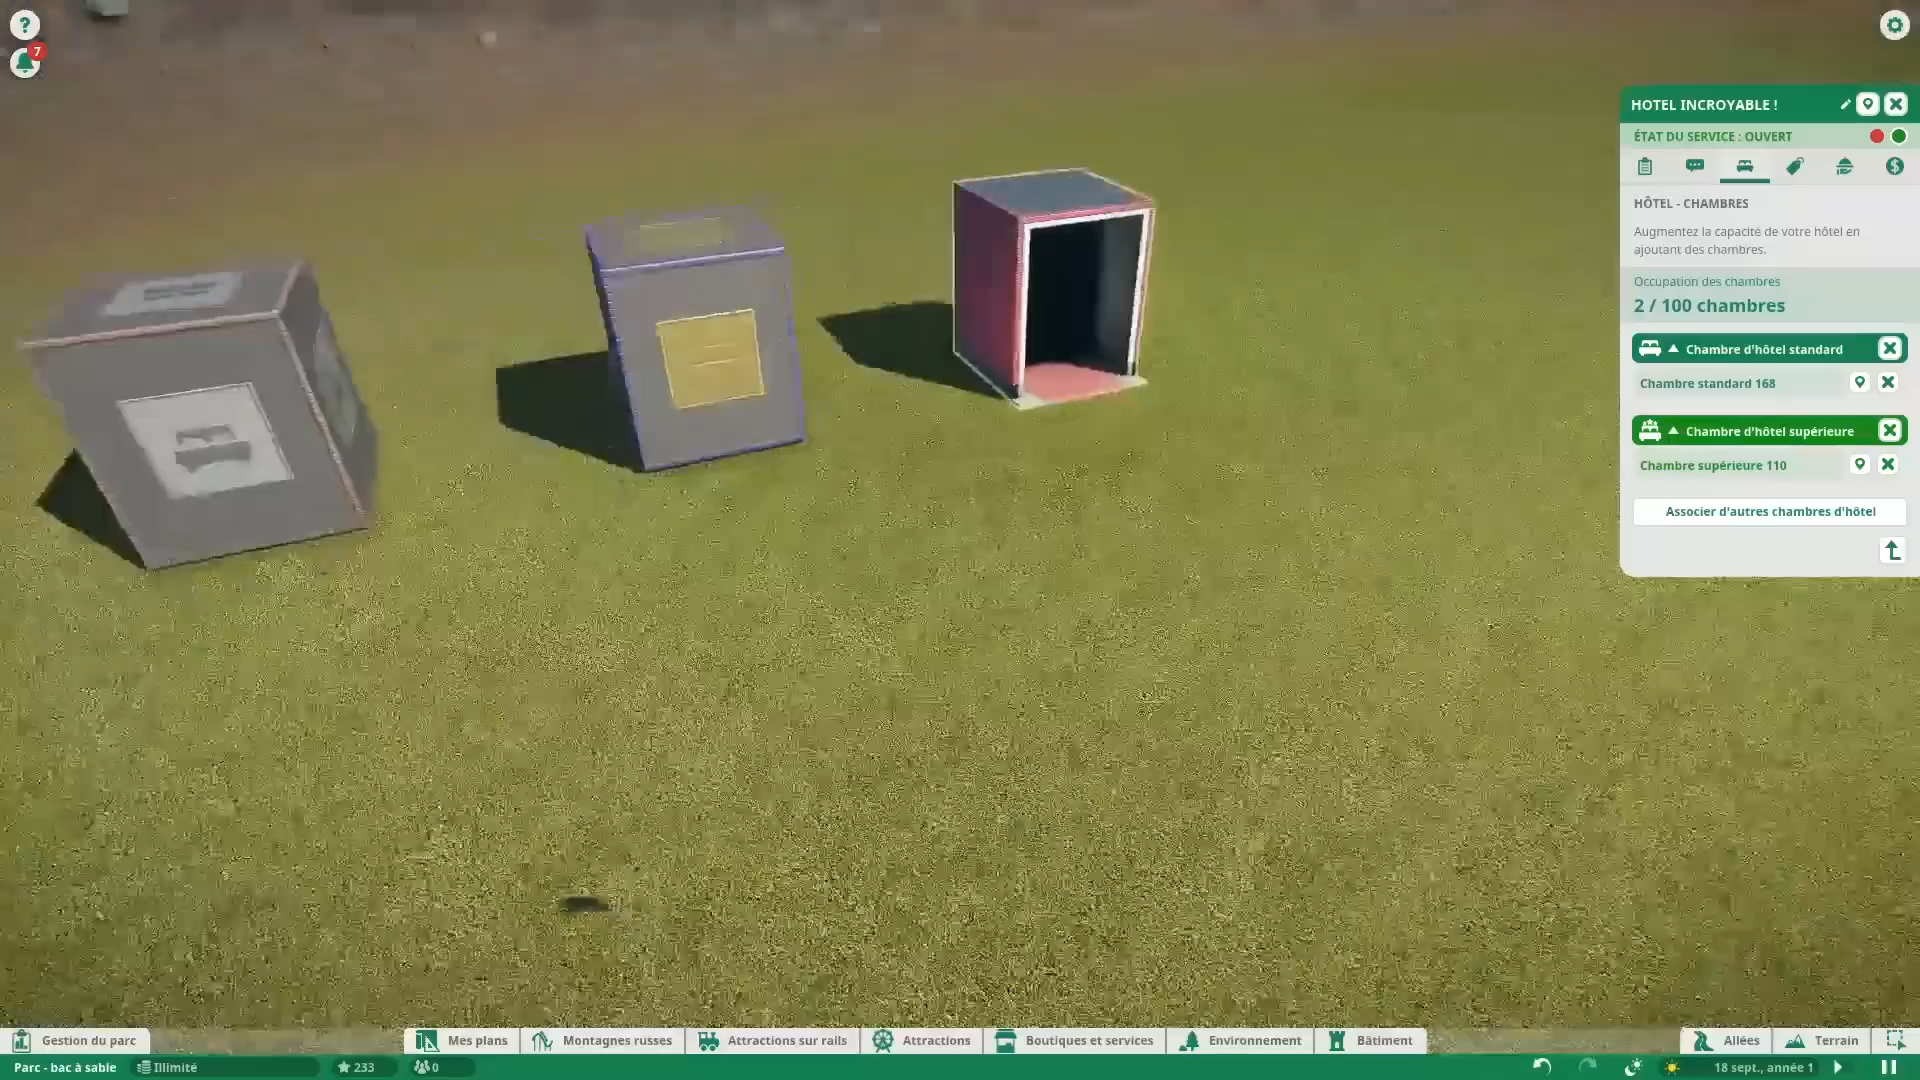 ?
7
HOTEL INCROYABLE !
ÉTAT DU SERVICE : OUVERT
HÔTEL - CHAMBRES
Augmentez la capacité de votre hôtel en
ajoutant des chambres.
Occupation des chambres
2 / 100 chambres
Chambre d'hôtel standard
Chambre standard 168
Chambre d'hôtel supérieure
Chambre supérieure 110
Associer d'autres chambres d'hôtel
Gestion du parc
Mes plans
Montagnes russes
Attractions sur rails
Attractions
Boutiques et services
Environnement
Bâtiment
Allées
Terrain
Parc - bac à sable
Illimité
233
0
18 sept., année 1